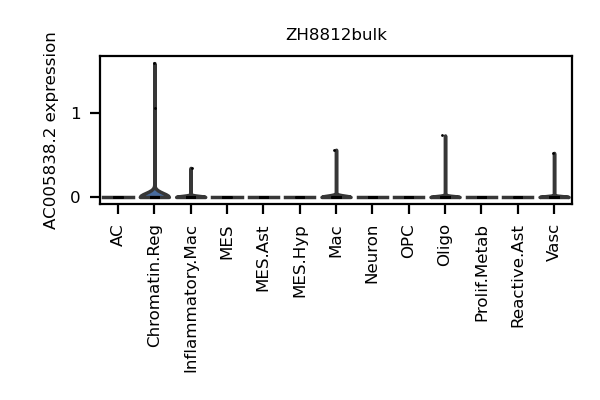 ZH8812bulk
AC005838.2 expression
1
0
AC
Chromatin.Reg
Inflammatory.Mac
MES
MES.Ast
MES.Hyp
Mac
Neuron
OPC
Oligo
Prolif.Metab
Reactive.Ast
Vasc